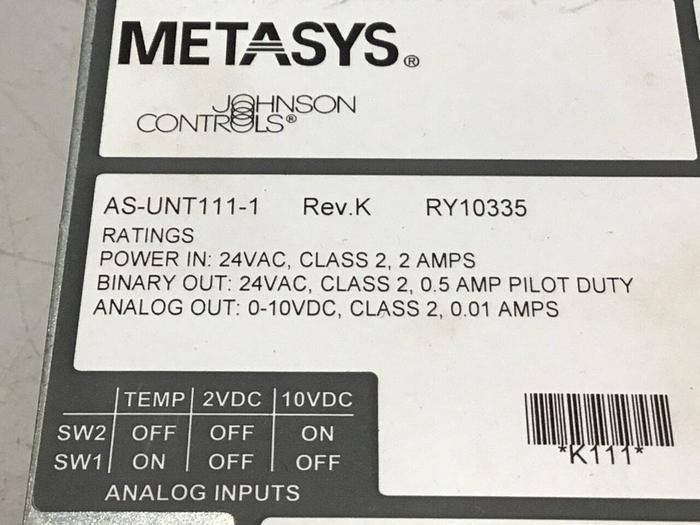 METASYS®
JOHNSON
CONTROLS®
AS-UNT111-1 Rev.K RY10335
RATINGS
POWER IN: 24VAC, CLASS 2, 2 AMPS
BINARY OUT: 24VAC, CLASS 2, 0.5 AMP PILOT DUTY
ANALOG OUT: 0-10VDC, CLASS 2, 0.01 AMPS
TEMP 2VDC 10VDC
SW2 OFF OFF ON
SW1 ON OFF OFF
ANALOG INPUTS
*K111*